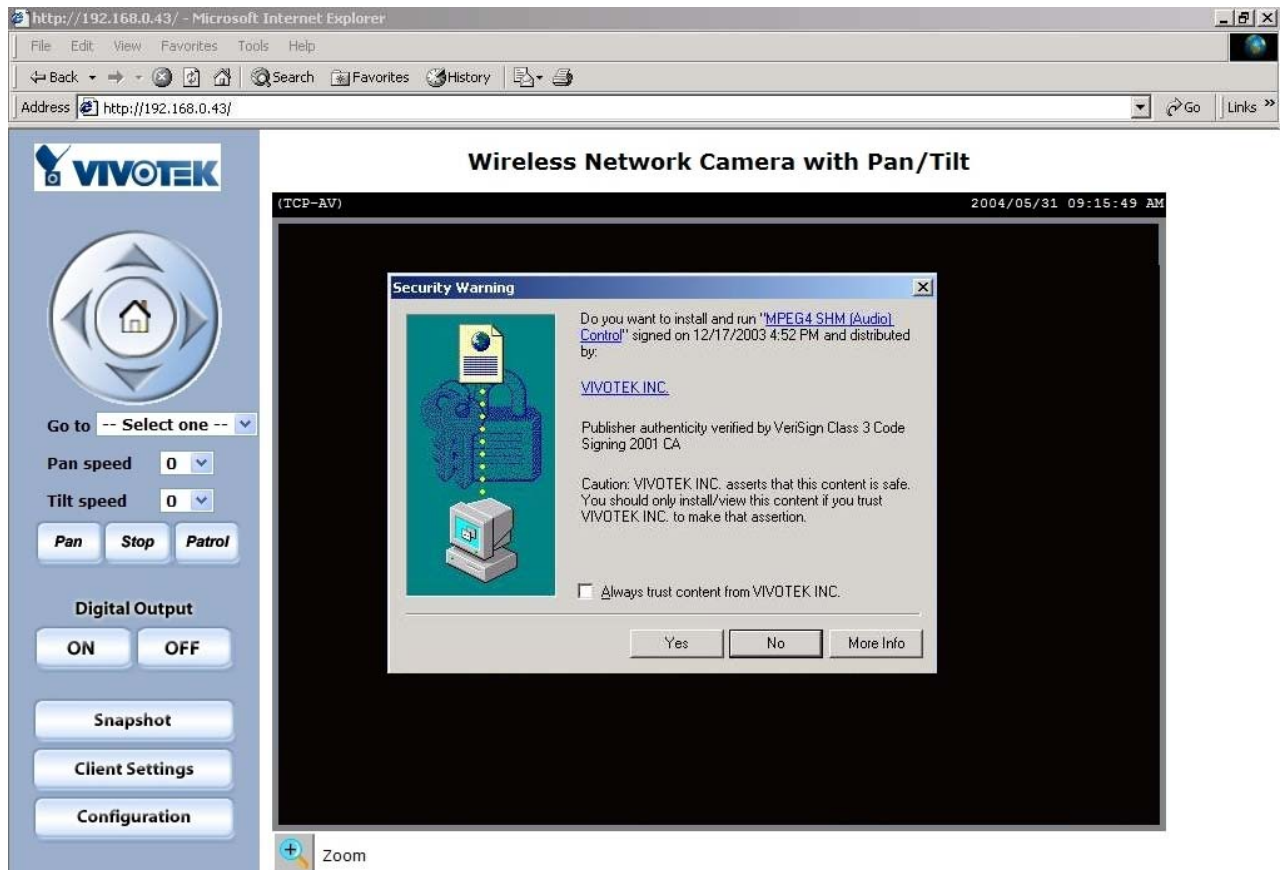 http://192.168.0.43/ - Microsoft Internet Explorer
File Edit View Favorites Tools Help
Back Search Favorites History
Address http://192.168.0.43/ Go Links »
VIVOTEK
Wireless Network Camera with Pan/Tilt
(TCP-AV) 2004/05/31 09:15:49 AM
Security Warning
Do you want to install and run "MPEG4 SHM (Audio)
Control" signed on 12/17/2003 4:52 PM and distributed
by:
VIVOTEK INC.
Publisher authenticity verified by VeriSign Class 3 Code
Signing 2001 CA
Caution: VIVOTEK INC. asserts that this content is safe.
You should only install/view this content if you trust
VIVOTEK INC. to make that assertion.
Always trust content from VIVOTEK INC.
Yes No More Info
Go to -- Select one --
Pan speed 0
Tilt speed 0
Pan Stop Patrol
Digital Output
ON OFF
Snapshot
Client Settings
Configuration
Zoom